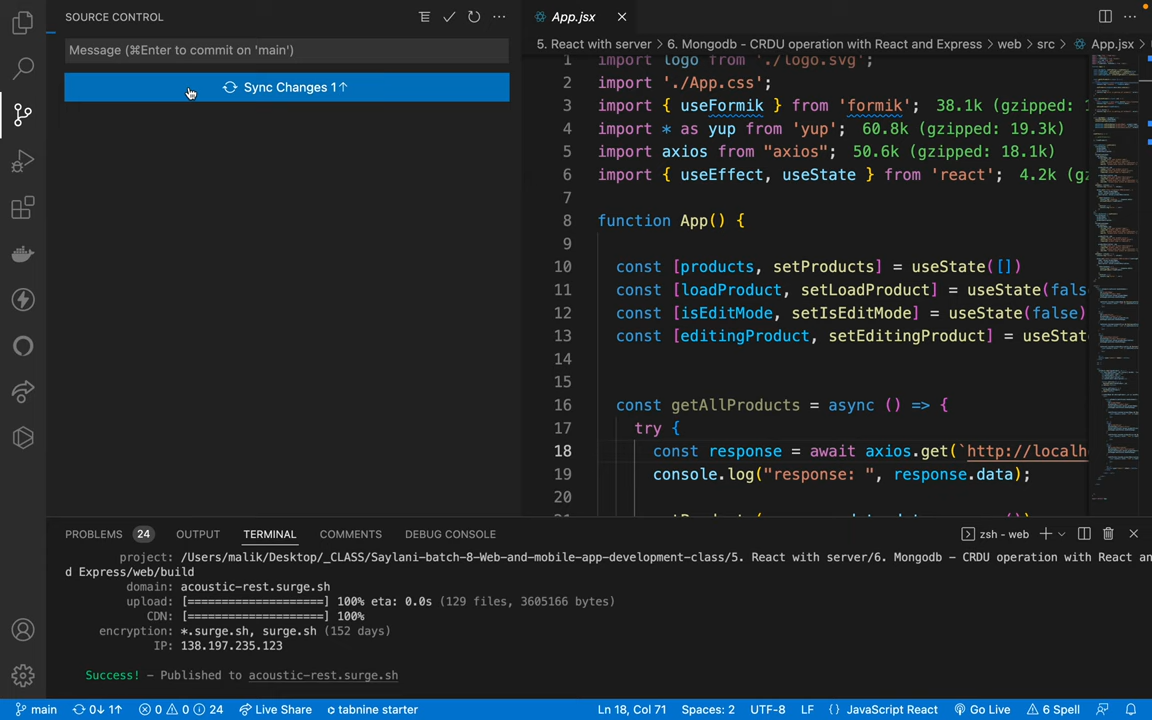 SOURCE CONTROL
Message (⌘Enter to commit on 'main')
Sync Changes 1↑
App.jsx
5. React with server > 6. Mongodb - CRDU operation with React and Express > web > src > App.jsx >
1 import logo from './logo.svg';
2 import './App.css';
3 import { useFormik } from 'formik'; 38.1k (gzipped: 1
4 import * as yup from 'yup'; 60.8k (gzipped: 19.3k)
5 import axios from "axios"; 50.6k (gzipped: 18.1k)
6 import { useEffect, useState } from 'react'; 4.2k (gz
7
8 function App() {
9
10 const [products, setProducts] = useState([])
11 const [loadProduct, setLoadProduct] = useState(fals
12 const [isEditMode, setIsEditMode] = useState(false)
13 const [editingProduct, setEditingProduct] = useStat
14
15
16 const getAllProducts = async () => {
17 try {
18 const response = await axios.get(`http://localh
19 console.log("response: ", response.data);
20
PROBLEMS 24 OUTPUT TERMINAL COMMENTS DEBUG CONSOLE zsh - web
project: /Users/malik/Desktop/_CLASS/Saylani-batch-8-Web-and-mobile-app-development-class/5. React with server/6. Mongodb - CRDU operation with React an
d Express/web/build
domain: acoustic-rest.surge.sh
upload: [====================] 100% eta: 0.0s (129 files, 3605166 bytes)
CDN: [====================] 100%
encryption: *.surge.sh, surge.sh (152 days)
IP: 138.197.235.123
Success! - Published to acoustic-rest.surge.sh
main 0↓ 1↑ 0 0 24 Live Share tabnine starter Ln 18, Col 71 Spaces: 2 UTF-8 LF {} JavaScript React Go Live 6 Spell